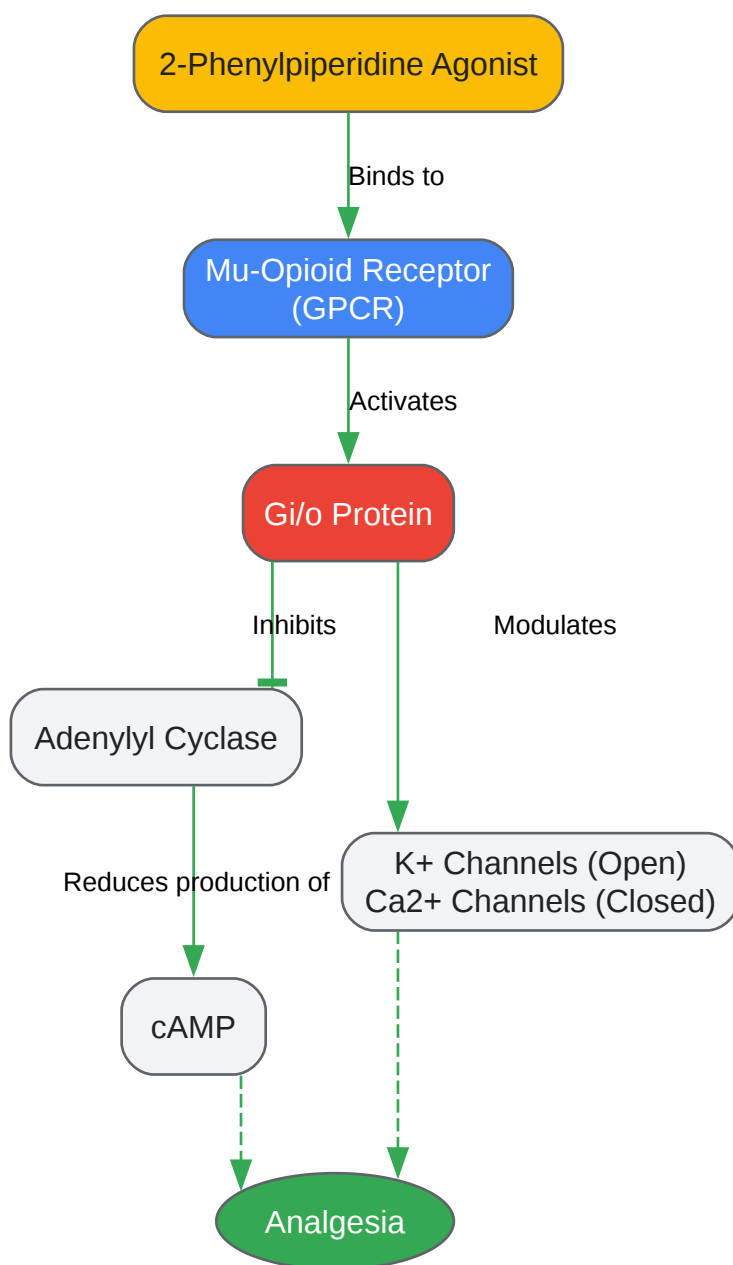 2-Phenylpiperidine Agonist
Binds to
Mu-Opioid Receptor
(GPCR)
Activates
Gi/o Protein
Inhibits
Modulates
Adenylyl Cyclase
K+ Channels (Open)
Ca2+ Channels (Closed)
Reduces production of
cAMP
Analgesia